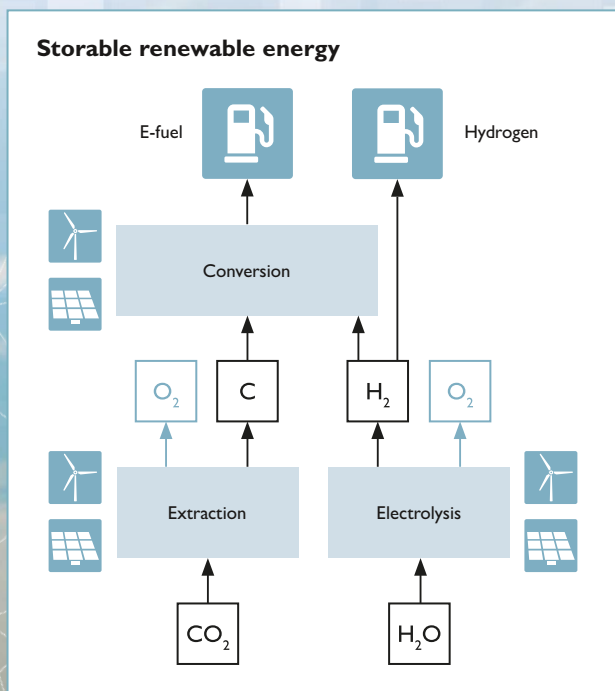 Storable renewable energy
E-fuel
Hydrogen
Conversion
O₂
C
H₂
O₂
Extraction
Electrolysis
CO₂
H₂O